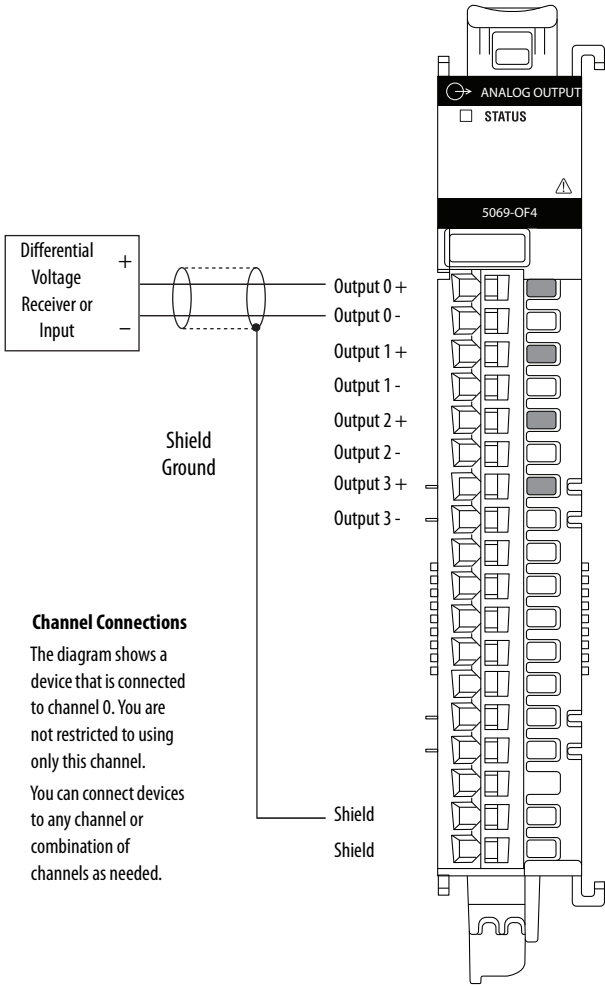 ANALOG OUTPUT
STATUS
5069-OF4
Differential
Voltage
Receiver or
Input
+
–
Output 0 +
Output 0 -
Output 1 +
Output 1 -
Output 2 +
Output 2 -
Output 3 +
Output 3 -
Shield
Ground
Channel Connections
The diagram shows a
device that is connected
to channel 0. You are
not restricted to using
only this channel.
You can connect devices
to any channel or
combination of
channels as needed.
Shield
Shield